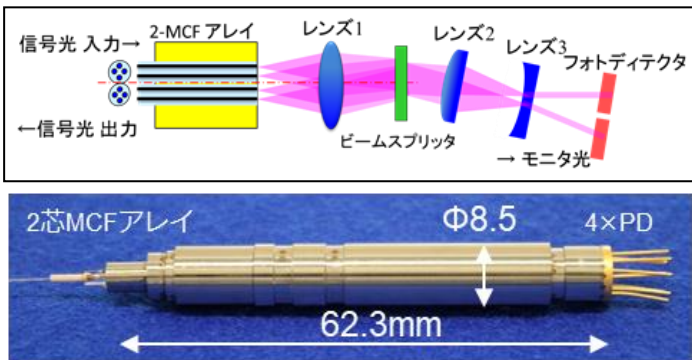 2-MCF アレイ
信号光 入力→
←信号光 出力
レンズ1
ビームスプリッタ
レンズ2
レンズ3
フォトディテクタ
→ モニタ光
2芯MCFアレイ
Φ8.5
4×PD
62.3mm